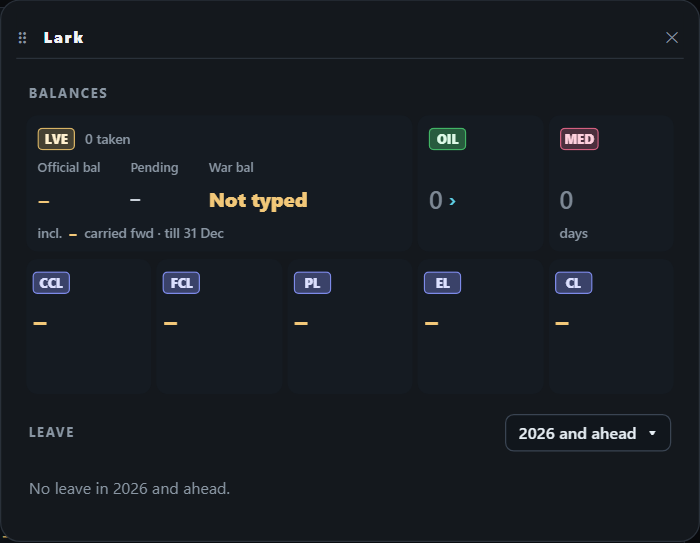 Lark
BALANCES
LVE 0 taken
Official bal Pending War bal
– – Not typed
incl. – carried fwd · till 31 Dec
OIL
0 ›
MED
0
days
CCL FCL PL EL CL
– – – – –
LEAVE
2026 and ahead
No leave in 2026 and ahead.